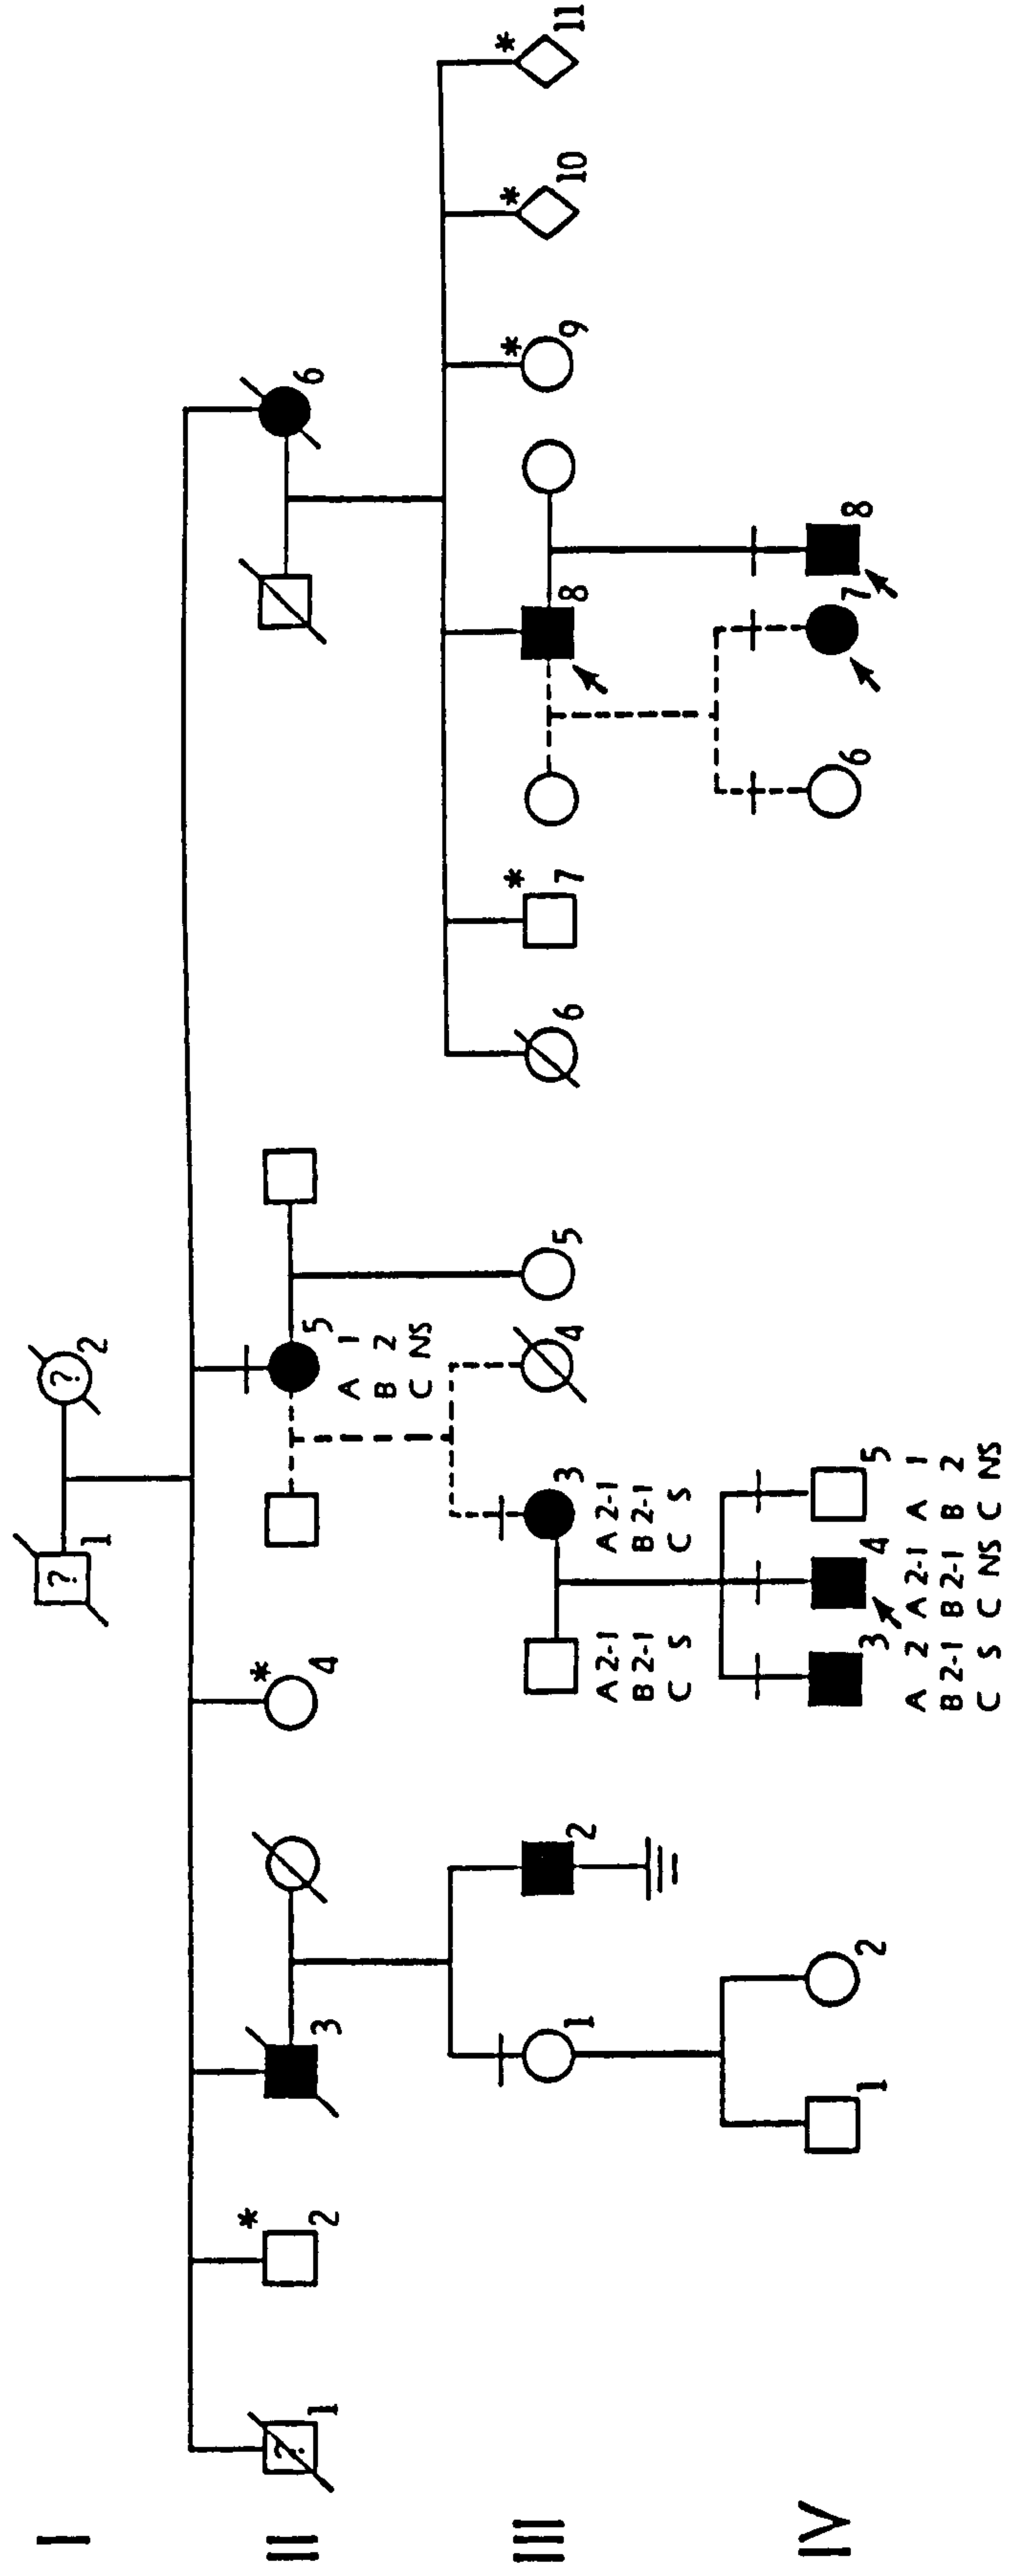 ? ?
I 1 2
* *
?
II 1 2 3 4 5 6
A 1
B 2
C NS
* * * *
III 1 2 3 4 5 6 7 8 9 10 11
A 2-1 A 2-1
B 2-1 B 2-1
C S C S
IV 1 2 3 4 5 6 7 8
A 2 A 2-1 A 1
B 2-1 B 2-1 B 2
C S C NS C NS